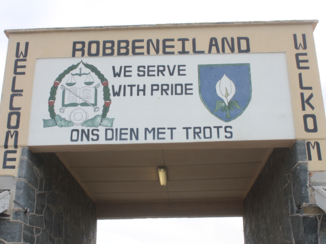 ROBBENEILAND
WELCOME
WE SERVE
WITH PRIDE
ONS DIEN MET TROTS
WELKOM